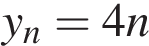 yₙ = 4n